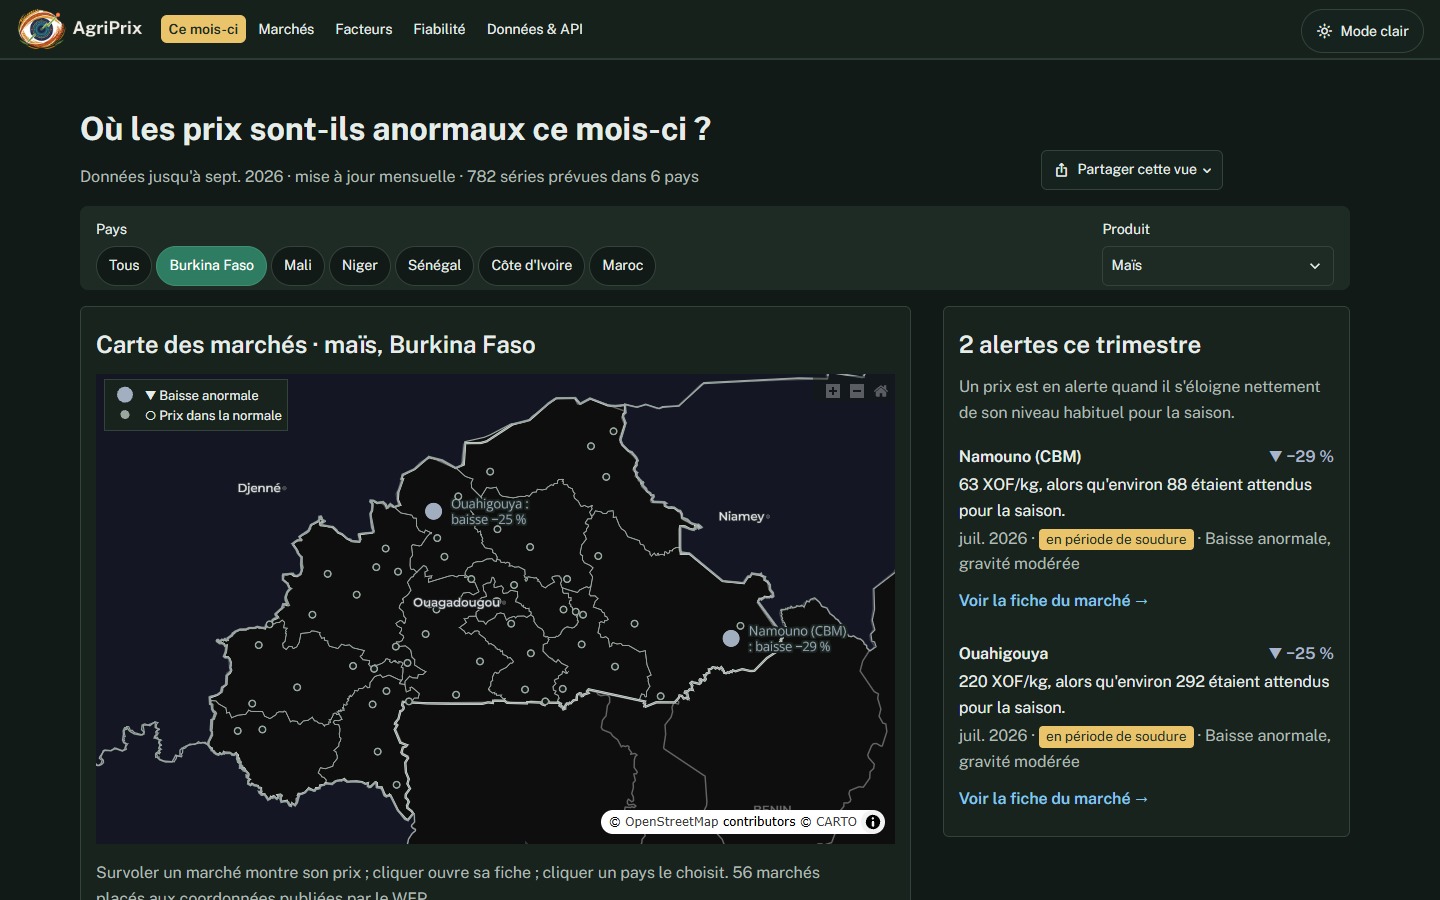 AgriPrix
Ce mois-ci
Marchés
Facteurs
Fiabilité
Données & API
Mode clair
Où les prix sont-ils anormaux ce mois-ci ?
Données jusqu'à sept. 2026 · mise à jour mensuelle · 782 séries prévues dans 6 pays
Partager cette vue
Pays
Produit
Tous
Burkina Faso
Mali
Niger
Sénégal
Côte d'Ivoire
Maroc
Maïs
Carte des marchés · maïs, Burkina Faso
▼ Baisse anormale
O Prix dans la normale
Djenné
Ouahigouya :
baisse −25 %
Niamey
Ouagadougou
Namouno (CBM)
: baisse −29 %
BENIN
© OpenStreetMap contributors © CARTO
Survoler un marché montre son prix ; cliquer ouvre sa fiche ; cliquer un pays le choisit. 56 marchés
placés aux coordonnées publiées par le WFP.
2 alertes ce trimestre
Un prix est en alerte quand il s'éloigne nettement
de son niveau habituel pour la saison.
Namouno (CBM) ▼ −29 %
63 XOF/kg, alors qu'environ 88 étaient attendus
pour la saison.
juil. 2026 · en période de soudure · Baisse anormale,
gravité modérée
Voir la fiche du marché →
Ouahigouya ▼ −25 %
220 XOF/kg, alors qu'environ 292 étaient attendus
pour la saison.
juil. 2026 · en période de soudure · Baisse anormale,
gravité modérée
Voir la fiche du marché →